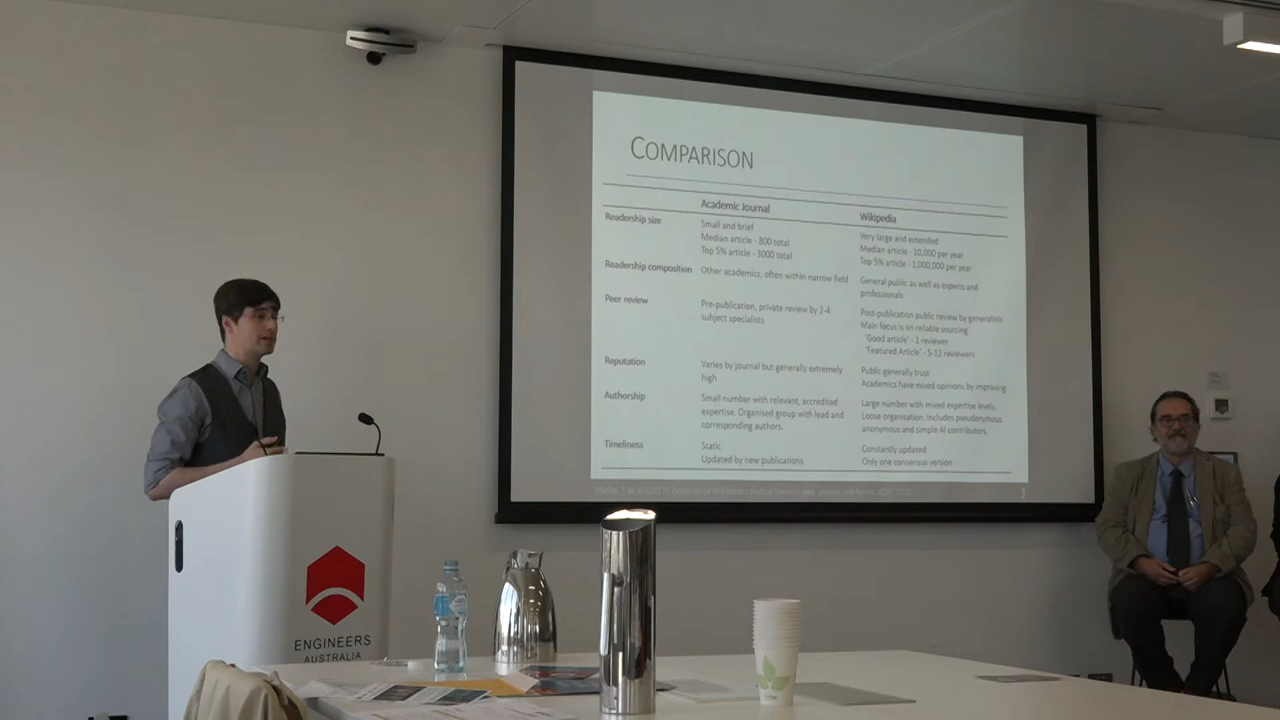 COMPARISON
Academic Journal
Wikipedia
Readership size
Small and brief
Median article - 800 total
Top 5% article - 3000 total
Very large and extended
Median article - 10,000 per year
Top 5% article - 1,000,000 per year
Readership composition
Other academics, often within narrow field
General public as well as experts and
professionals
Peer review
Pre-publication, private review by 2-4
subject specialists
Post-publication public review by generalists
Main focus is on reliable sourcing
'Good article' - 1 reviewer
'Featured Article' - 5-12 reviewers
Reputation
Varies by journal but generally extremely
high
Public generally trust
Academics have mixed opinions by improving
Authorship
Small number with relevant, accredited
expertise. Organised group with lead and
corresponding authors.
Large number with mixed expertise levels.
Loose organisation. Includes pseudonymous
anonymous and simple AI contributors.
Timeliness
Static
Updated by new publications
Constantly updated
Only one consensus version
3
ENGINEERS
AUSTRALIA